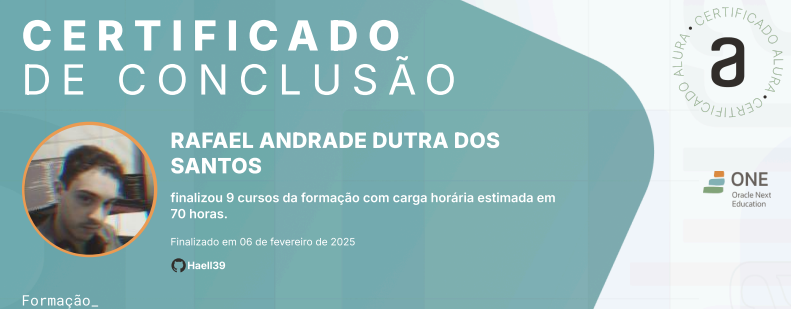 CERTIFICADO
DE CONCLUSÃO
CERTIFICADO ALURA • CERTIFICADO ALURA •
a
RAFAEL ANDRADE DUTRA DOS
SANTOS
ONE
Oracle Next
Education
finalizou 9 cursos da formação com carga horária estimada em
70 horas.
Finalizado em 06 de fevereiro de 2025
Haell39
Formação_